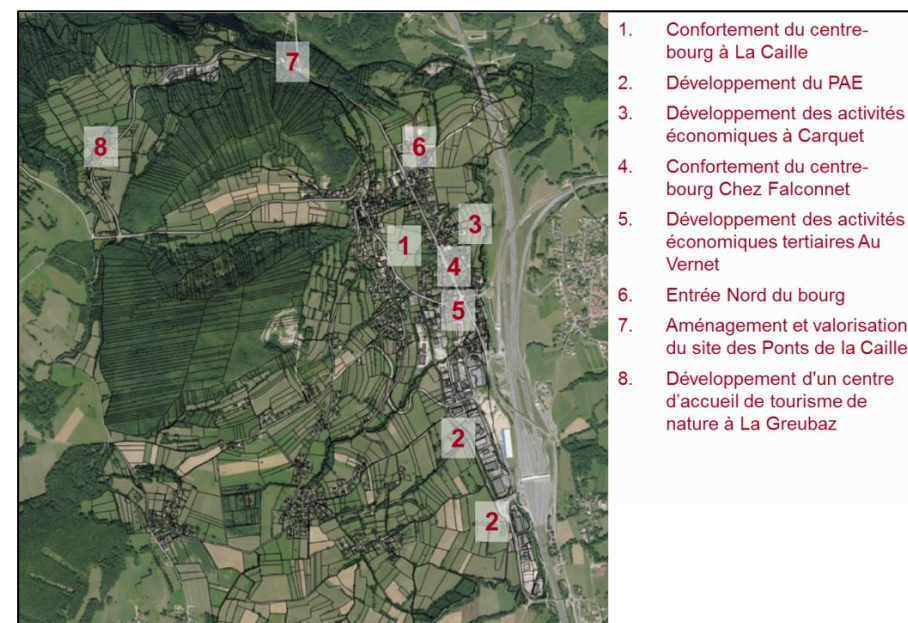 7
8
6
3
1
4
5
2
2
1. Confortement du centre-
bourg à La Caille
2. Développement du PAE
3. Développement des activités
économiques à Carquet
4. Confortement du centre-
bourg Chez Falconnet
5. Développement des activités
économiques tertiaires Au
Vernet
6. Entrée Nord du bourg
7. Aménagement et valorisation
du site des Ponts de la Caille
8. Développement d'un centre
d'accueil de tourisme de
nature à La Greubaz